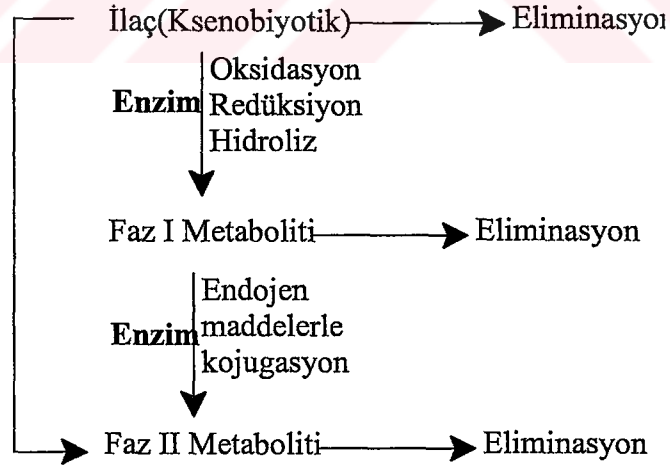 İlaç(Ksenobiyotik) Eliminasyon
Oksidasyon
Enzim Redüksiyon
Hidroliz
Faz I Metaboliti Eliminasyon
Endojen
Enzim maddelerle
kojugasyon
Faz II Metaboliti Eliminasyon